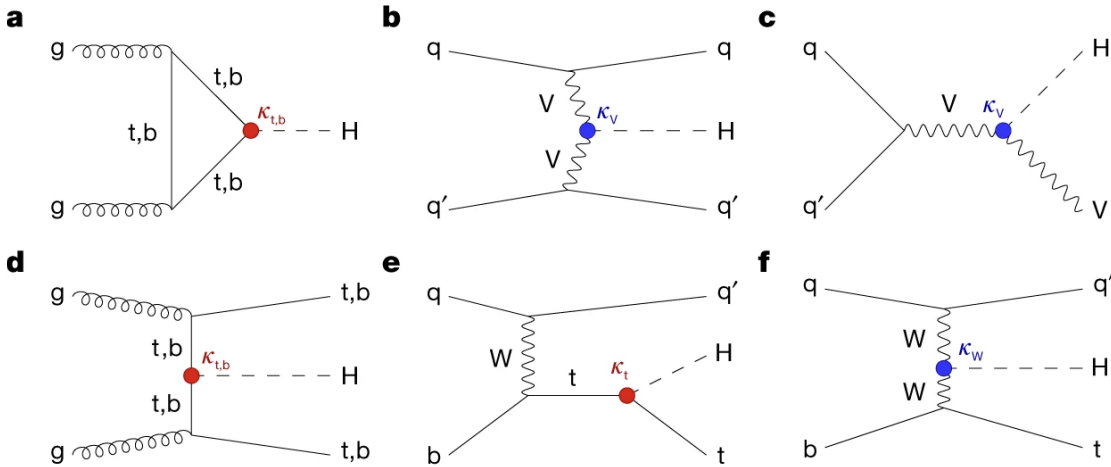 a
g
t,b
t,b
κt,b
H
t,b
g
b
q
q
V
κV
H
V
q′
q′
c
q
H
V
κV
q′
V
d
g
t,b
t,b
κt,b
H
t,b
g
t,b
e
q
q′
W
H
t
κt
b
t
f
q
q′
W
κW
H
W
b
t